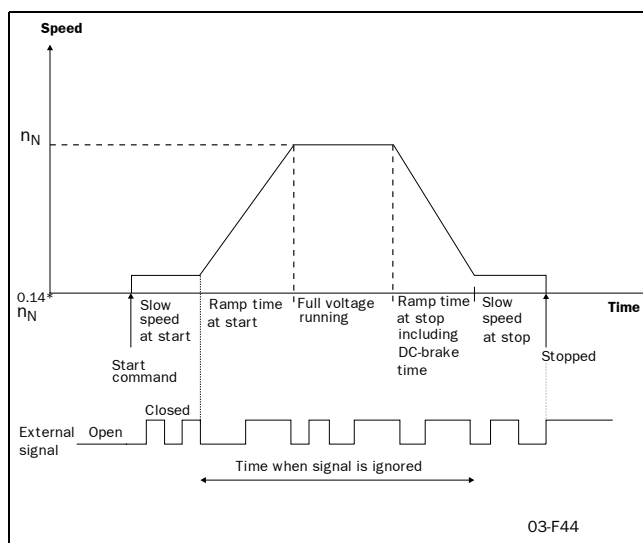 Speed
nN
0.14*
nN
Slow
speed
at start
Ramp time
at start
Full voltage
running
Ramp time
at stop
including
DC-brake
time
Slow
speed
at stop
Time
Start
command
Stopped
Closed
External
signal
Open
Time when signal is ignored
03-F44